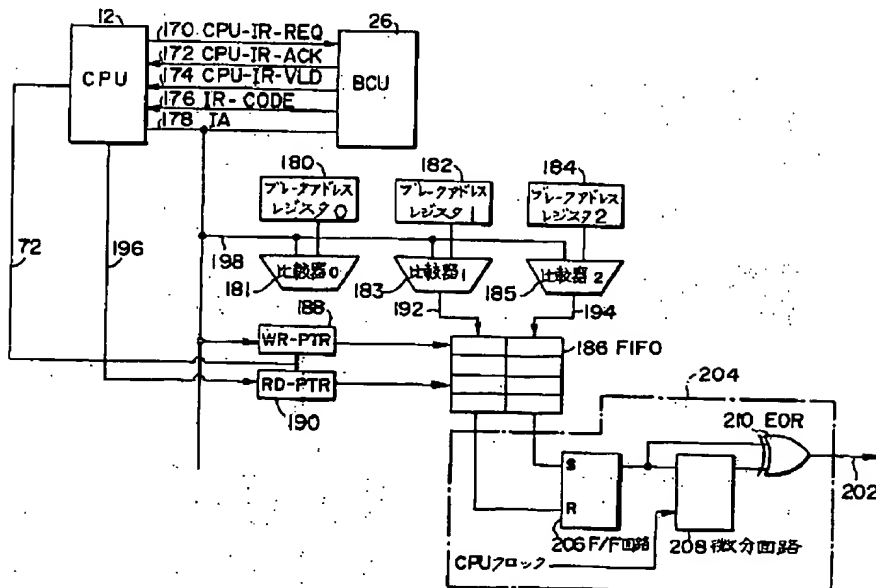 12
170 CPU-IR-REQ
26
172 CPU-IR-ACK
CPU
174 CPU-IR-VLD
BCU
176 IR-CODE
178 IA
180
182
184
ブレークアドレス
レジスタ0
ブレークアドレス
レジスタ1
ブレークアドレス
レジスタ2
72
196
198
比較器0
比較器1
比較器2
181
183
185
188
192
194
WR-PTR
186 FIFO
RD-PTR
190
204
210 EOR
S
R
202
206 F/F回路
208 微分回路
CPUクロック